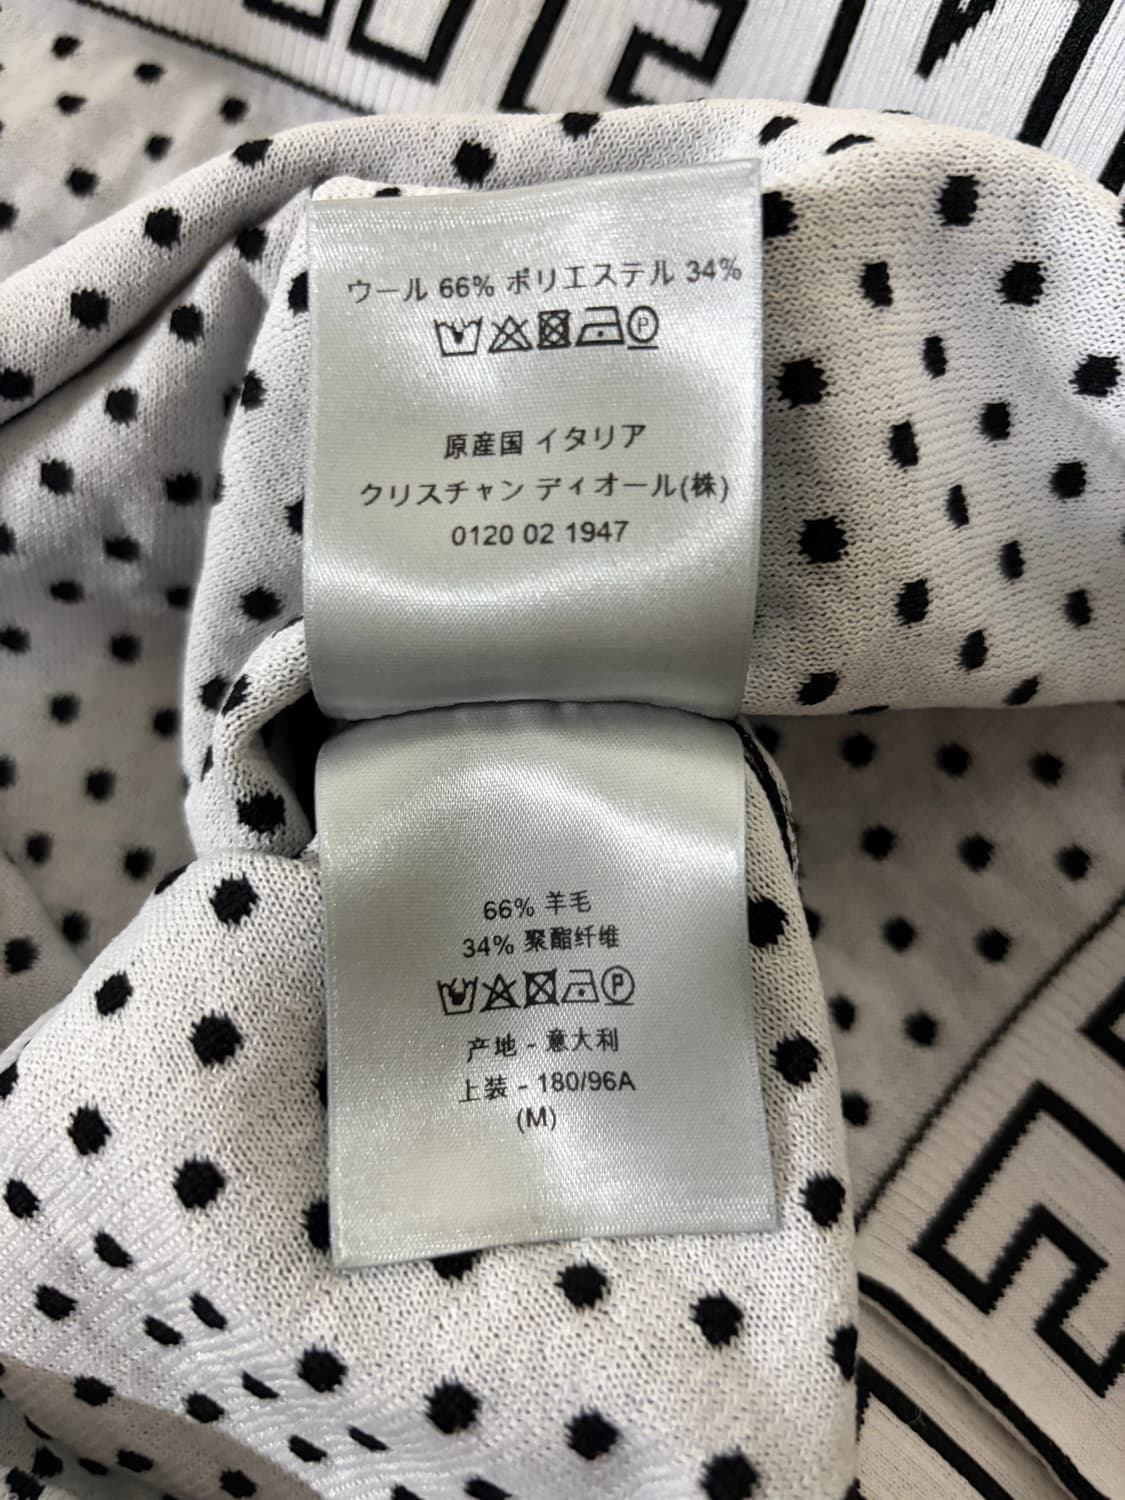 ウール 66% ポリエステル 34%
原産国 イタリア
クリスチャン ディオール(株)
0120 02 1947
66% 羊毛
34% 聚酯纤维
产地 - 意大利
上装 - 180/96A
(M)